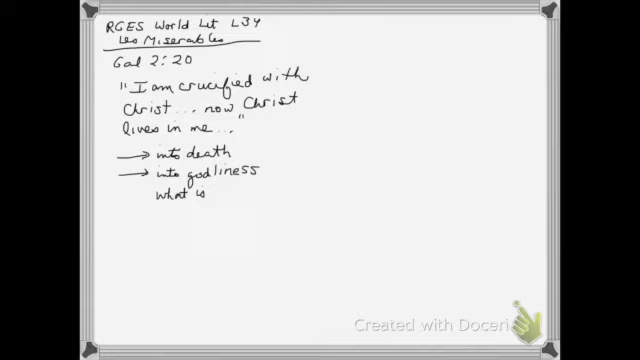 RGES World Lit L34
Les Miserables
Gal 2:20
"I am crucified with
Christ... now Christ
lives in me..."
→ into death
→ into godliness
what is
Created with Doceri